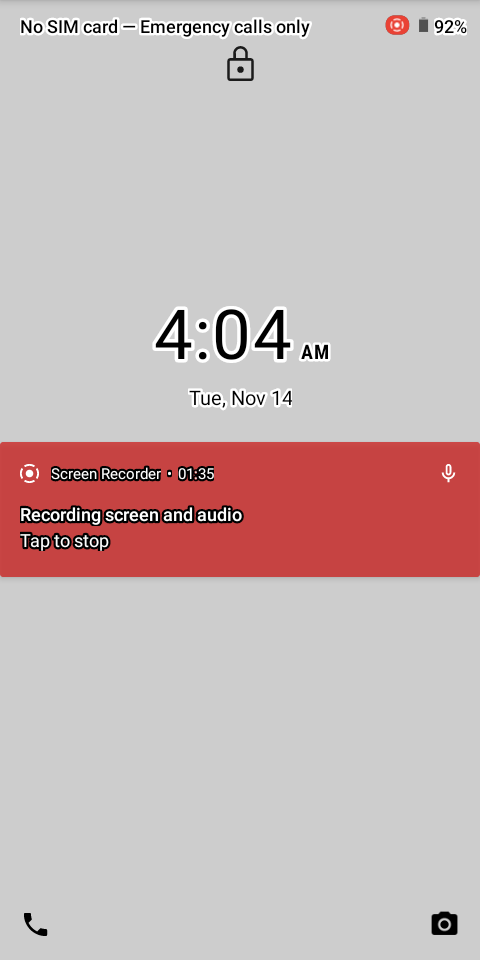 No SIM card — Emergency calls only 92%
4:04 AM
Tue, Nov 14
Screen Recorder • 01:35
Recording screen and audio
Tap to stop